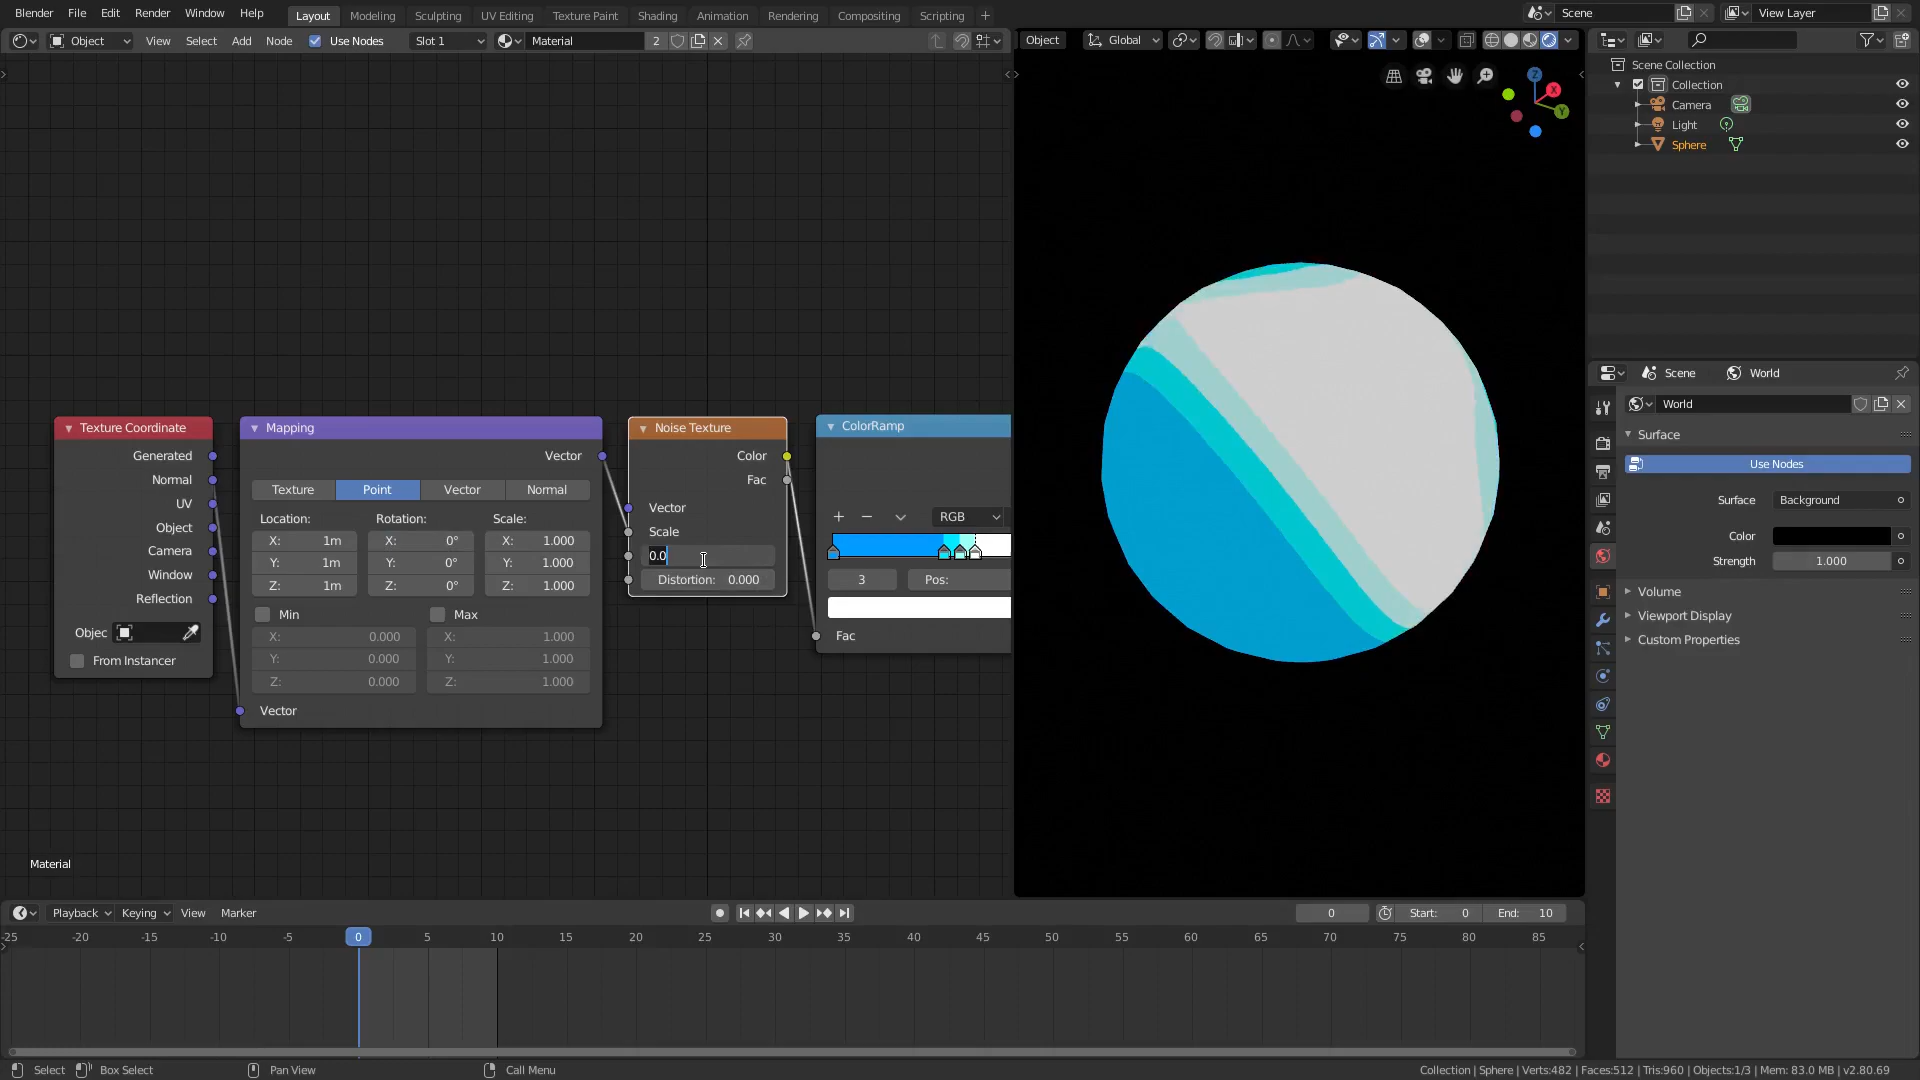 Blender File Edit Render Window Help Layout Modeling Sculpting UV Editing Texture Paint Shading Animation Rendering Compositing Scripting + Scene View Layer
Object View Select Add Node Use Nodes Slot 1 Material 2 Object Global
Scene Collection
Collection
Camera
Light
Sphere
Z X Y
Texture Coordinate
Generated
Normal
UV
Object
Camera
Window
Reflection
Objec
From Instancer
Mapping
Vector
Texture Point Vector Normal
Location: Rotation: Scale:
X: 1m X: 0° X: 1.000
Y: 1m Y: 0° Y: 1.000
Z: 1m Z: 0° Z: 1.000
Min Max
X: 0.000 X: 1.000
Y: 0.000 Y: 1.000
Z: 0.000 Z: 1.000
Vector
Noise Texture
Color
Fac
Vector
Scale
0.0
Distortion: 0.000
ColorRamp
+ − RGB
3 Pos:
Fac
Material
Scene World
World
Surface
Use Nodes
Surface Background
Color
Strength 1.000
Volume
Viewport Display
Custom Properties
Playback Keying View Marker 0 Start: 0 End: 10
-25 -20 -15 -10 -5 0 5 10 15 20 25 30 35 40 45 50 55 60 65 70 75 80 85
Select Box Select Pan View Call Menu Collection | Sphere | Verts:482 | Faces:512 | Tris:960 | Objects:1/3 | Mem: 83.0 MB | v2.80.69